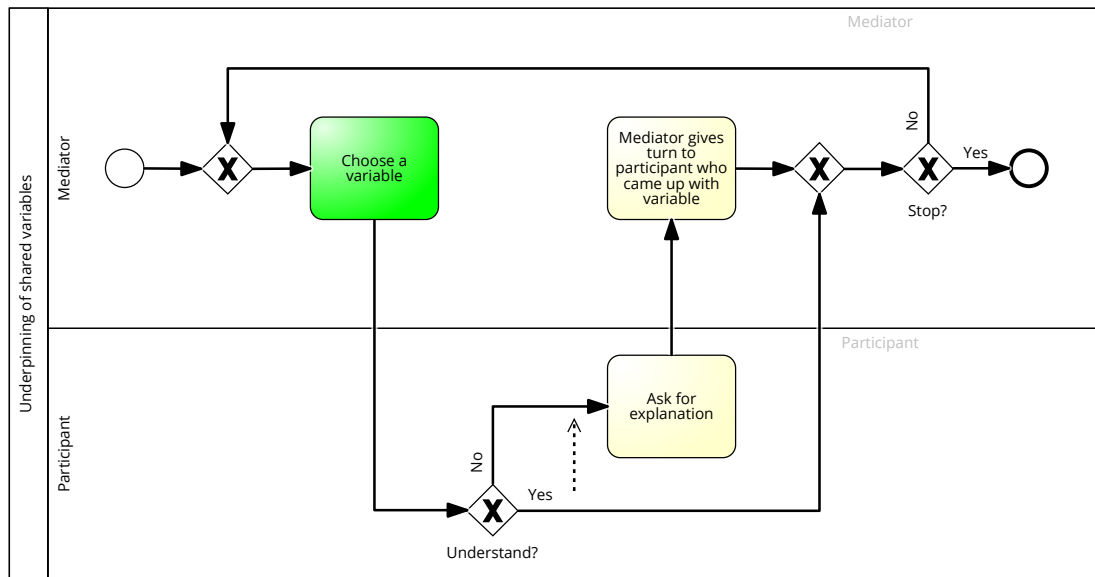 Underpinning of shared variables
Mediator
Mediator
Choose a
variable
Mediator gives
turn to
participant who
came up with
variable
No
Yes
Stop?
Participant
Participant
Ask for
explanation
No
Yes
Understand?